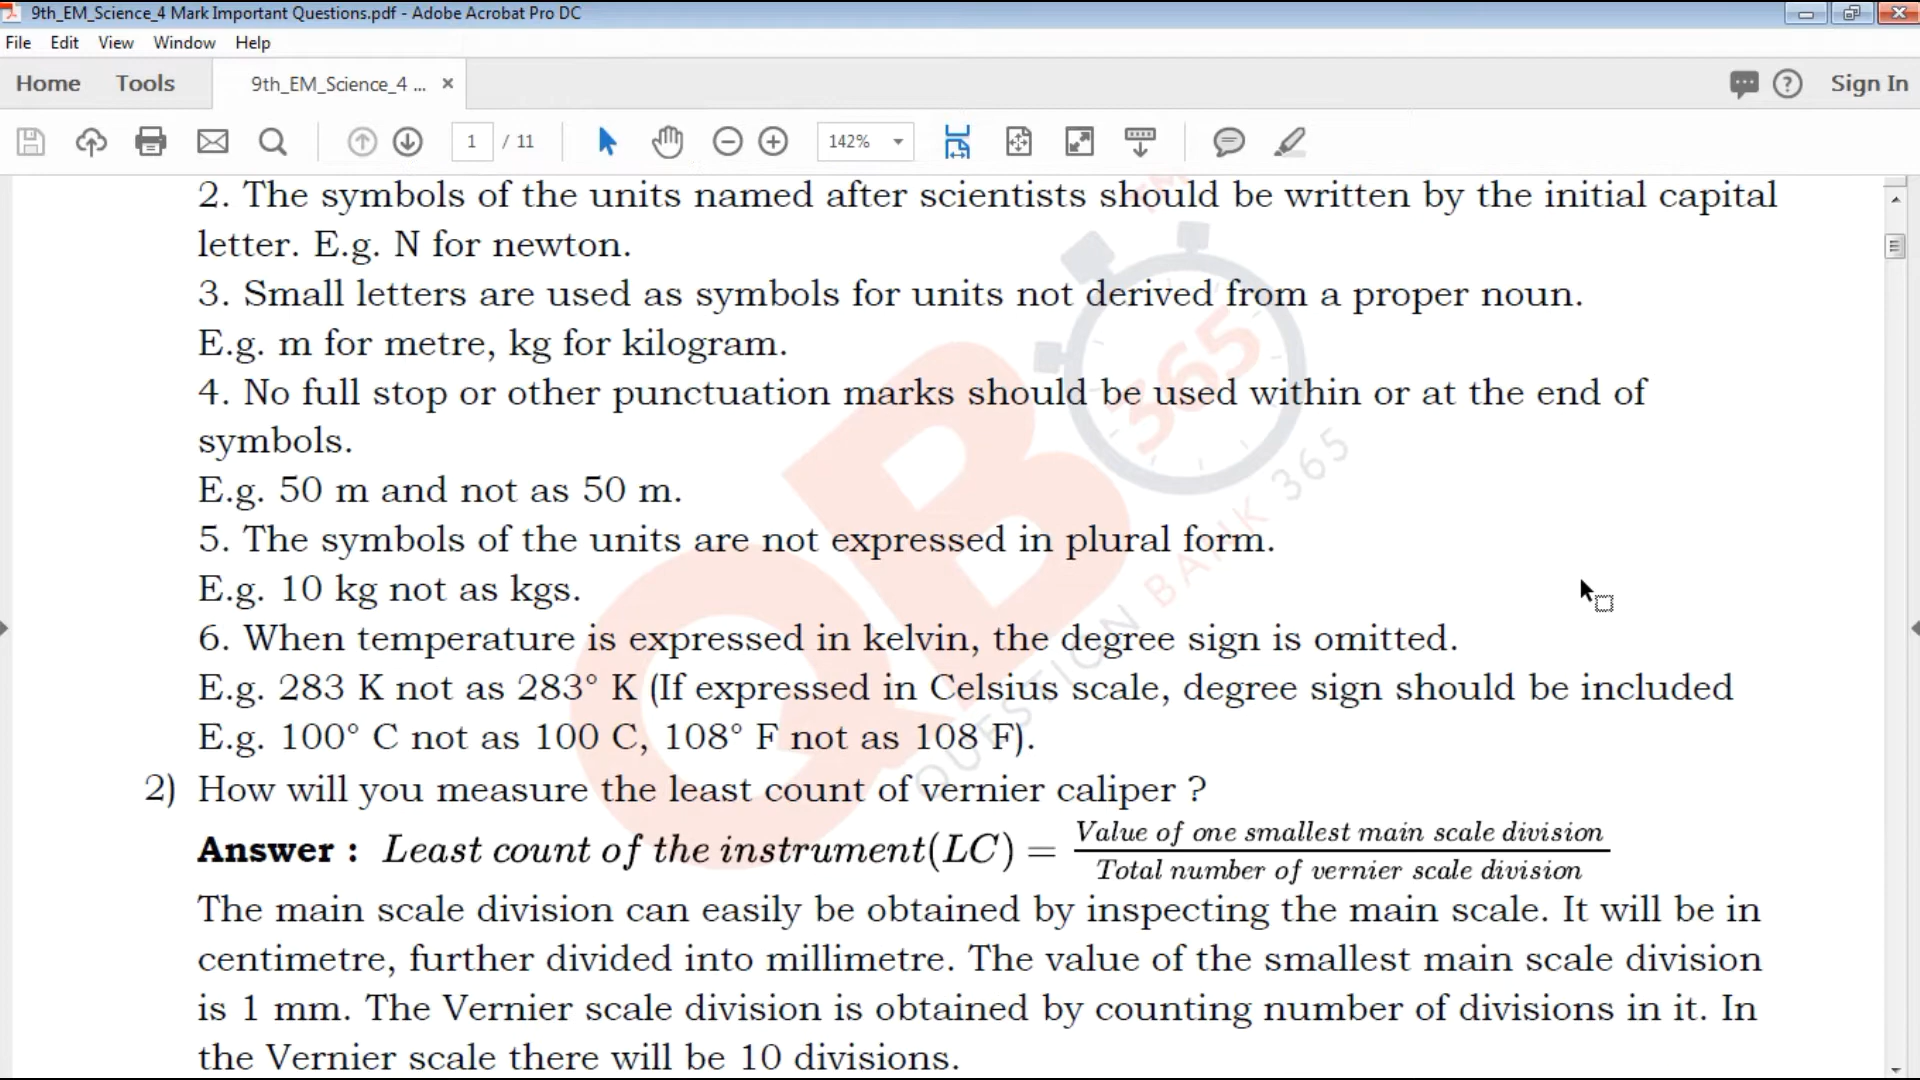 9th_EM_Science_4 Mark Important Questions.pdf - Adobe Acrobat Pro DC
File Edit View Window Help
Home Tools 9th_EM_Science_4 ... × Sign In
1 / 11 142%
2. The symbols of the units named after scientists should be written by the initial capital
letter. E.g. N for newton.
3. Small letters are used as symbols for units not derived from a proper noun.
E.g. m for metre, kg for kilogram.
4. No full stop or other punctuation marks should be used within or at the end of
symbols.
E.g. 50 m and not as 50 m.
5. The symbols of the units are not expressed in plural form.
E.g. 10 kg not as kgs.
6. When temperature is expressed in kelvin, the degree sign is omitted.
E.g. 283 K not as 283° K (If expressed in Celsius scale, degree sign should be included
E.g. 100° C not as 100 C, 108° F not as 108 F).
2) How will you measure the least count of vernier caliper ?
Answer : Least count of the instrument(LC) = Value of one smallest main scale division
Total number of vernier scale division
The main scale division can easily be obtained by inspecting the main scale. It will be in
centimetre, further divided into millimetre. The value of the smallest main scale division
is 1 mm. The Vernier scale division is obtained by counting number of divisions in it. In
the Vernier scale there will be 10 divisions.
QB
365
QUESTION BANK 365